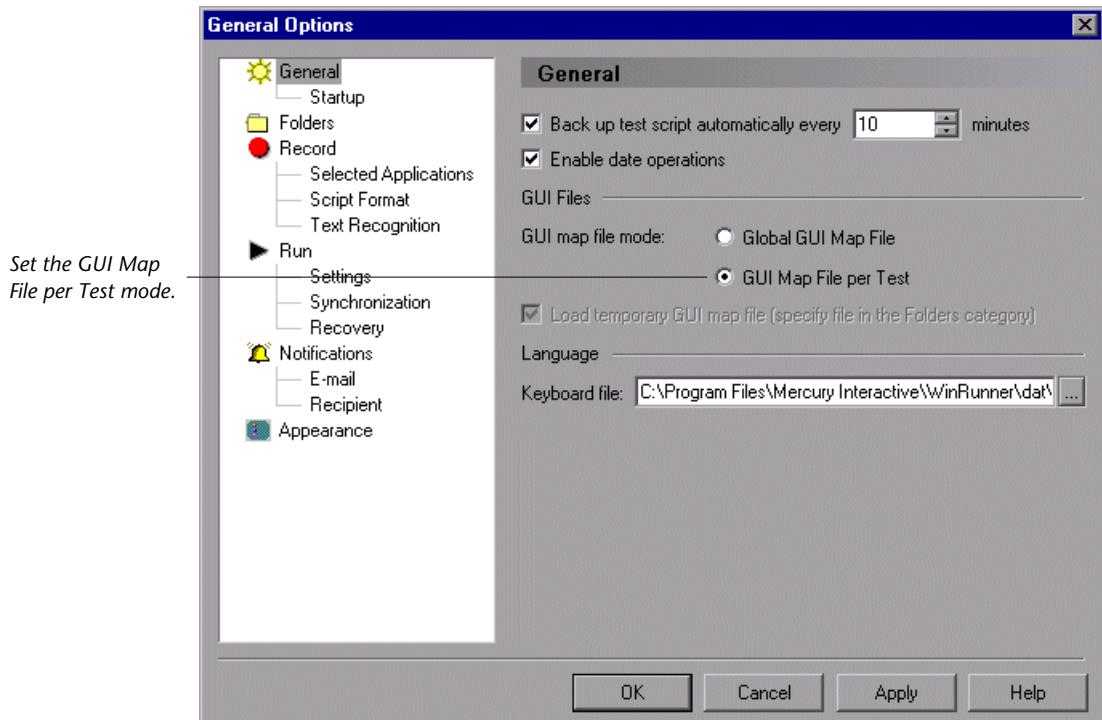 General Options
General
Startup
Folders
Record
Selected Applications
Script Format
Text Recognition
Run
Settings
Synchronization
Recovery
Notifications
E-mail
Recipient
Appearance
General
Back up test script automatically every 10 minutes
Enable date operations
GUI Files
GUI map file mode: Global GUI Map File
GUI Map File per Test
Load temporary GUI map file (specify file in the Folders category)
Language
Keyboard file: C:\Program Files\Mercury Interactive\WinRunner\dat\ ...
OK Cancel Apply Help
Set the GUI Map
File per Test mode.